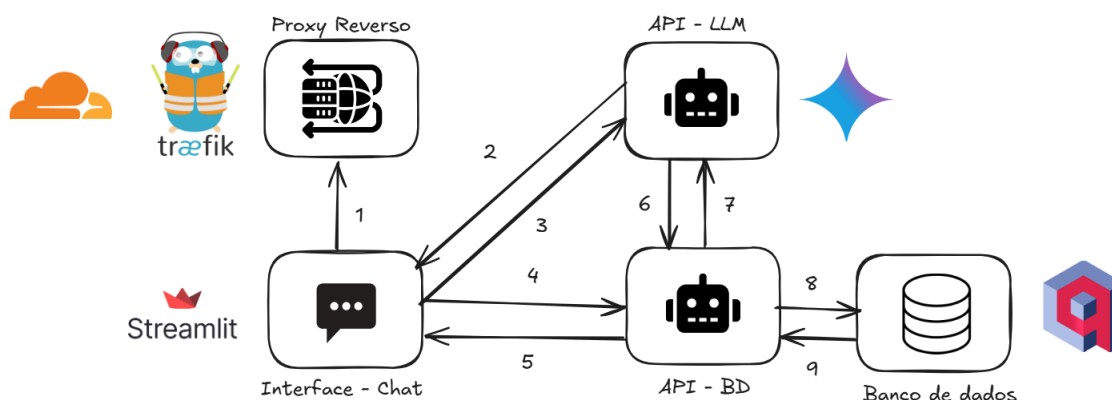 Proxy Reverso
API - LLM
træfik
2
1
3
6
7
4
8
Streamlit
5
9
Interface - Chat
API - BD
Banco de dados